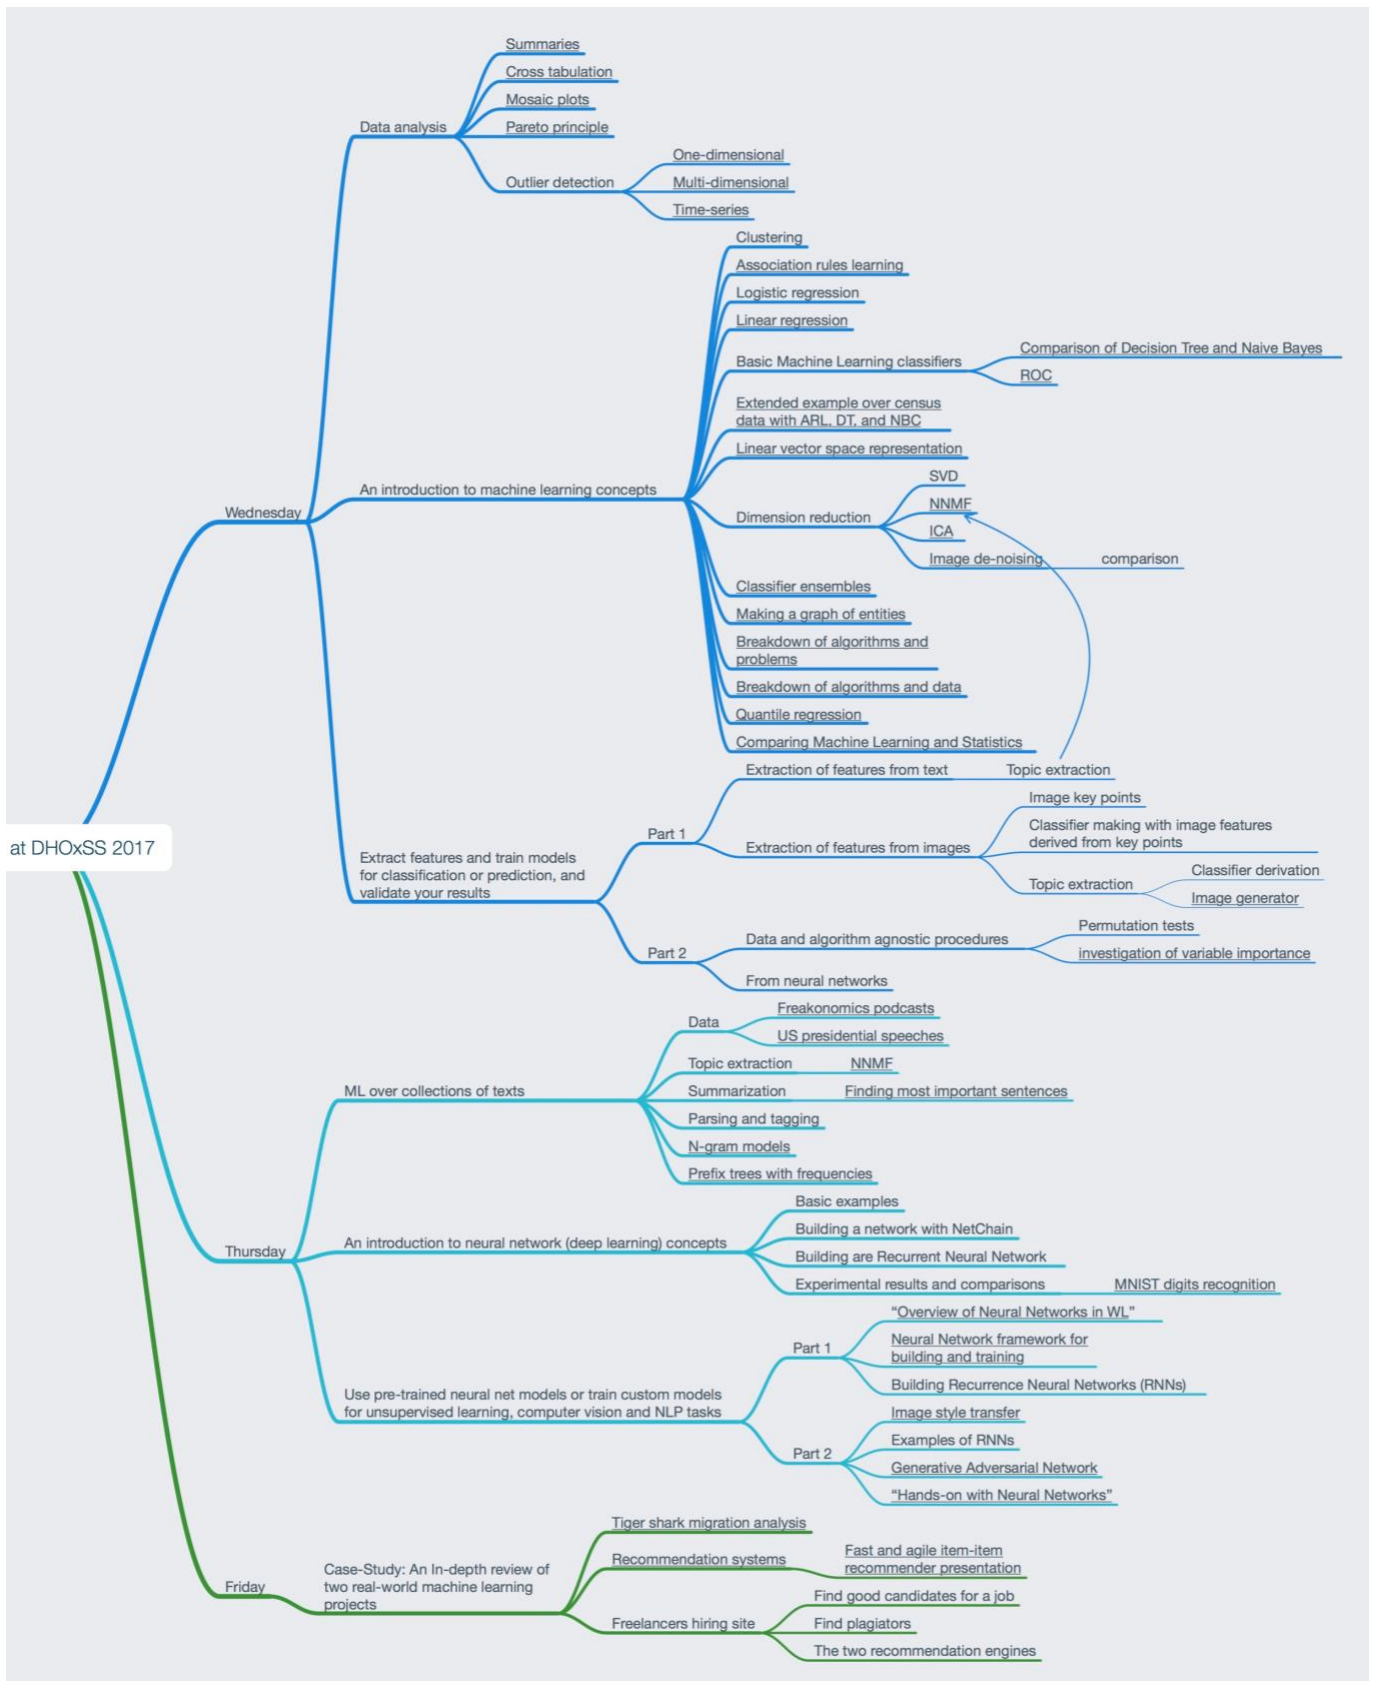 Summaries
Cross tabulation
Mosaic plots
Data analysis
Pareto principle
One-dimensional
Outlier detection
Multi-dimensional
Time-series
Clustering
Association rules learning
Logistic regression
Linear regression
Basic Machine Learning classifiers
Comparison of Decision Tree and Naive Bayes
ROC
Extended example over census
data with ARL, DT, and NBC
Linear vector space representation
An introduction to machine learning concepts
Wednesday
Dimension reduction
SVD
NNMF
ICA
Image de-noising
comparison
Classifier ensembles
Making a graph of entities
Breakdown of algorithms and
problems
Breakdown of algorithms and data
Quantile regression
Comparing Machine Learning and Statistics
Extraction of features from text
Topic extraction
Part 1
Image key points
Classifier making with image features
derived from key points
Extraction of features from images
Topic extraction
Classifier derivation
Image generator
at DHOxSS 2017
Extract features and train models
for classification or prediction, and
validate your results
Part 2
Data and algorithm agnostic procedures
Permutation tests
investigation of variable importance
From neural networks
Data
Freakonomics podcasts
US presidential speeches
Topic extraction
NNMF
ML over collections of texts
Summarization
Finding most important sentences
Parsing and tagging
N-gram models
Prefix trees with frequencies
Basic examples
Thursday
An introduction to neural network (deep learning) concepts
Building a network with NetChain
Building are Recurrent Neural Network
Experimental results and comparisons
MNIST digits recognition
Part 1
“Overview of Neural Networks in WL”
Neural Network framework for
building and training
Building Recurrence Neural Networks (RNNs)
Use pre-trained neural net models or train custom models
for unsupervised learning, computer vision and NLP tasks
Part 2
Image style transfer
Examples of RNNs
Generative Adversarial Network
“Hands-on with Neural Networks”
Tiger shark migration analysis
Recommendation systems
Fast and agile item-item
recommender presentation
Friday
Case-Study: An In-depth review of
two real-world machine learning
projects
Freelancers hiring site
Find good candidates for a job
Find plagiators
The two recommendation engines